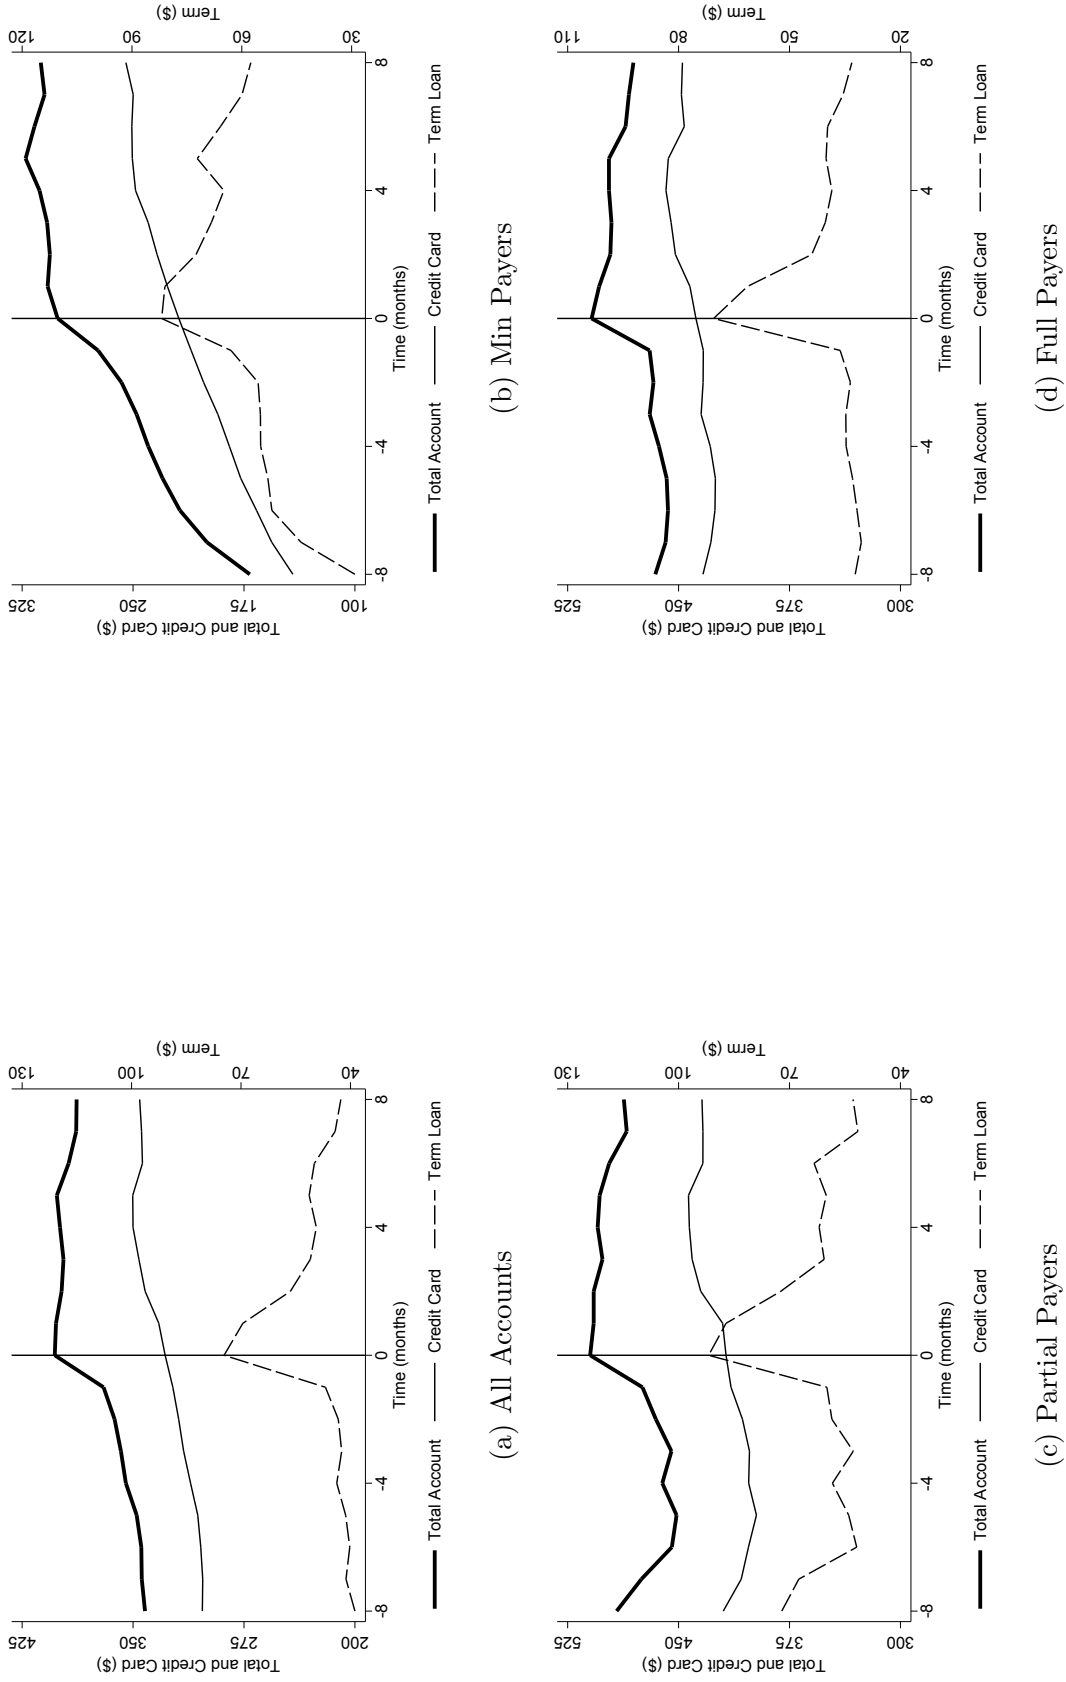 Total and Credit Card ($)
425
350
275
200
130
100
70
40
Term ($)
-8
-4
0
4
8
Time (months)
Total Account
Credit Card
Term Loan
(a) All Accounts
Total and Credit Card ($)
325
250
175
100
120
90
60
30
Term ($)
-8
-4
0
4
8
Time (months)
Total Account
Credit Card
Term Loan
(b) Min Payers
Total and Credit Card ($)
525
450
375
300
130
100
70
40
Term ($)
-8
-4
0
4
8
Time (months)
Total Account
Credit Card
Term Loan
(c) Partial Payers
Total and Credit Card ($)
525
450
375
300
110
80
50
20
Term ($)
-8
-4
0
4
8
Time (months)
Total Account
Credit Card
Term Loan
(d) Full Payers